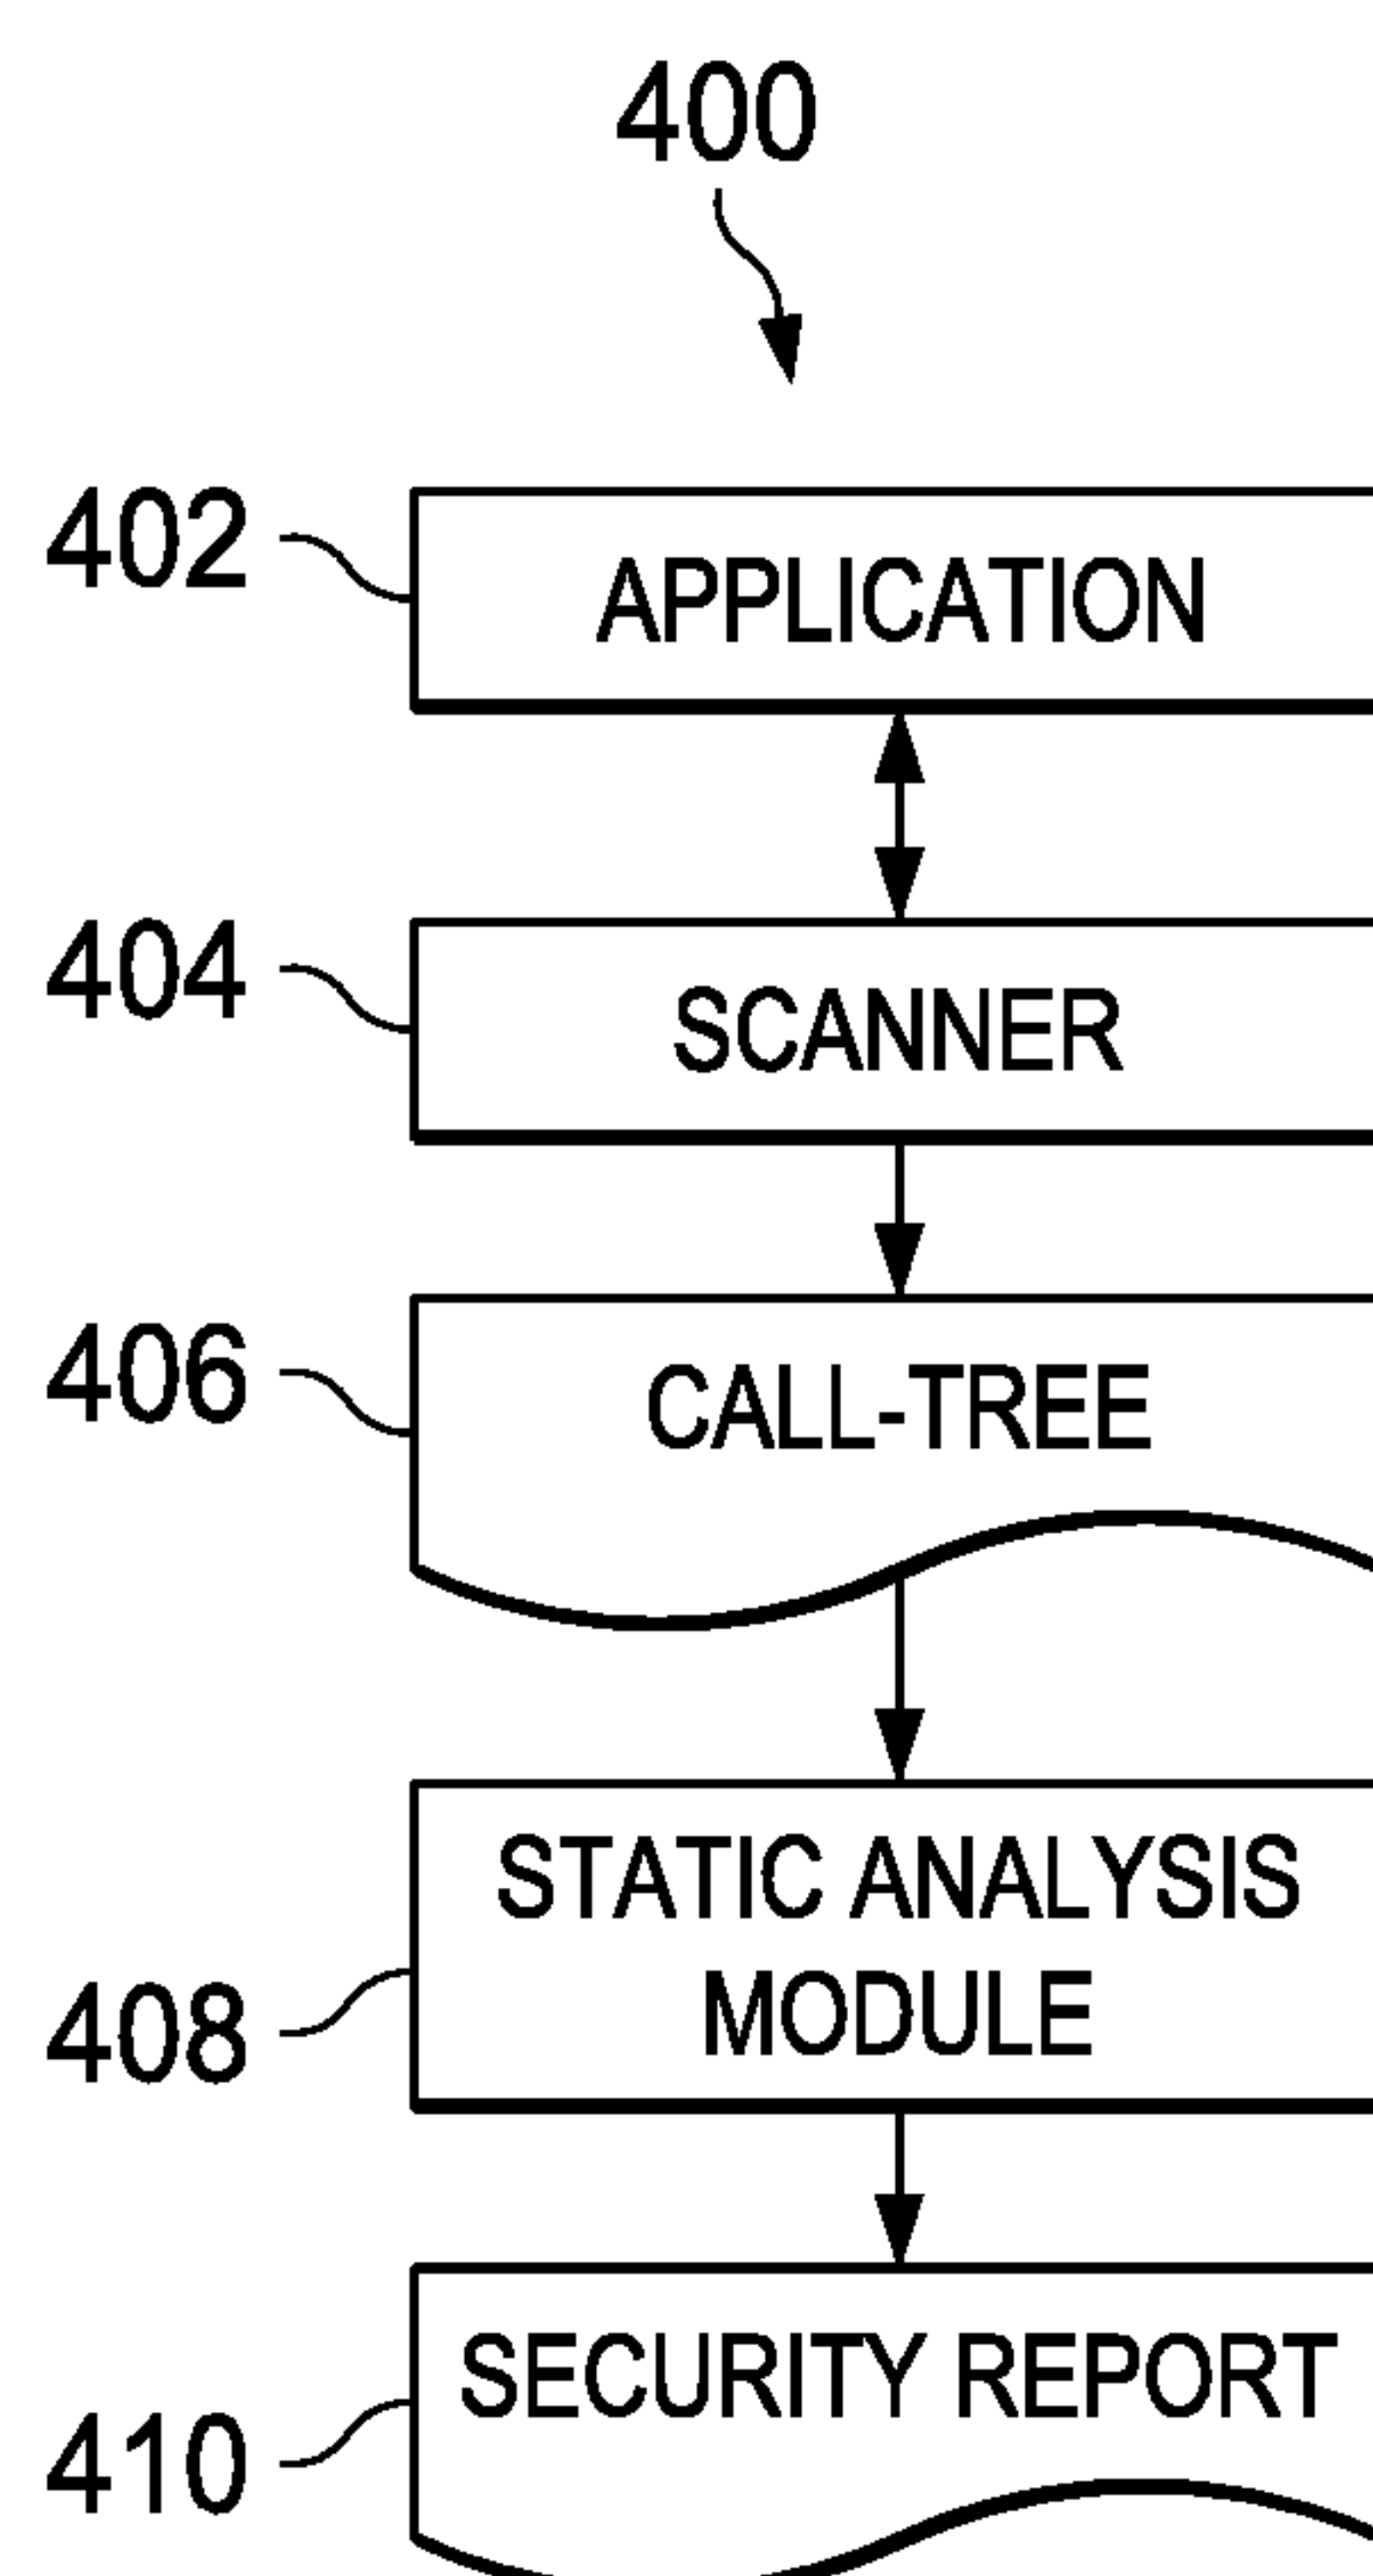 400
402
APPLICATION
404
SCANNER
406
CALL-TREE
STATIC ANALYSIS
MODULE
408
SECURITY REPORT
410